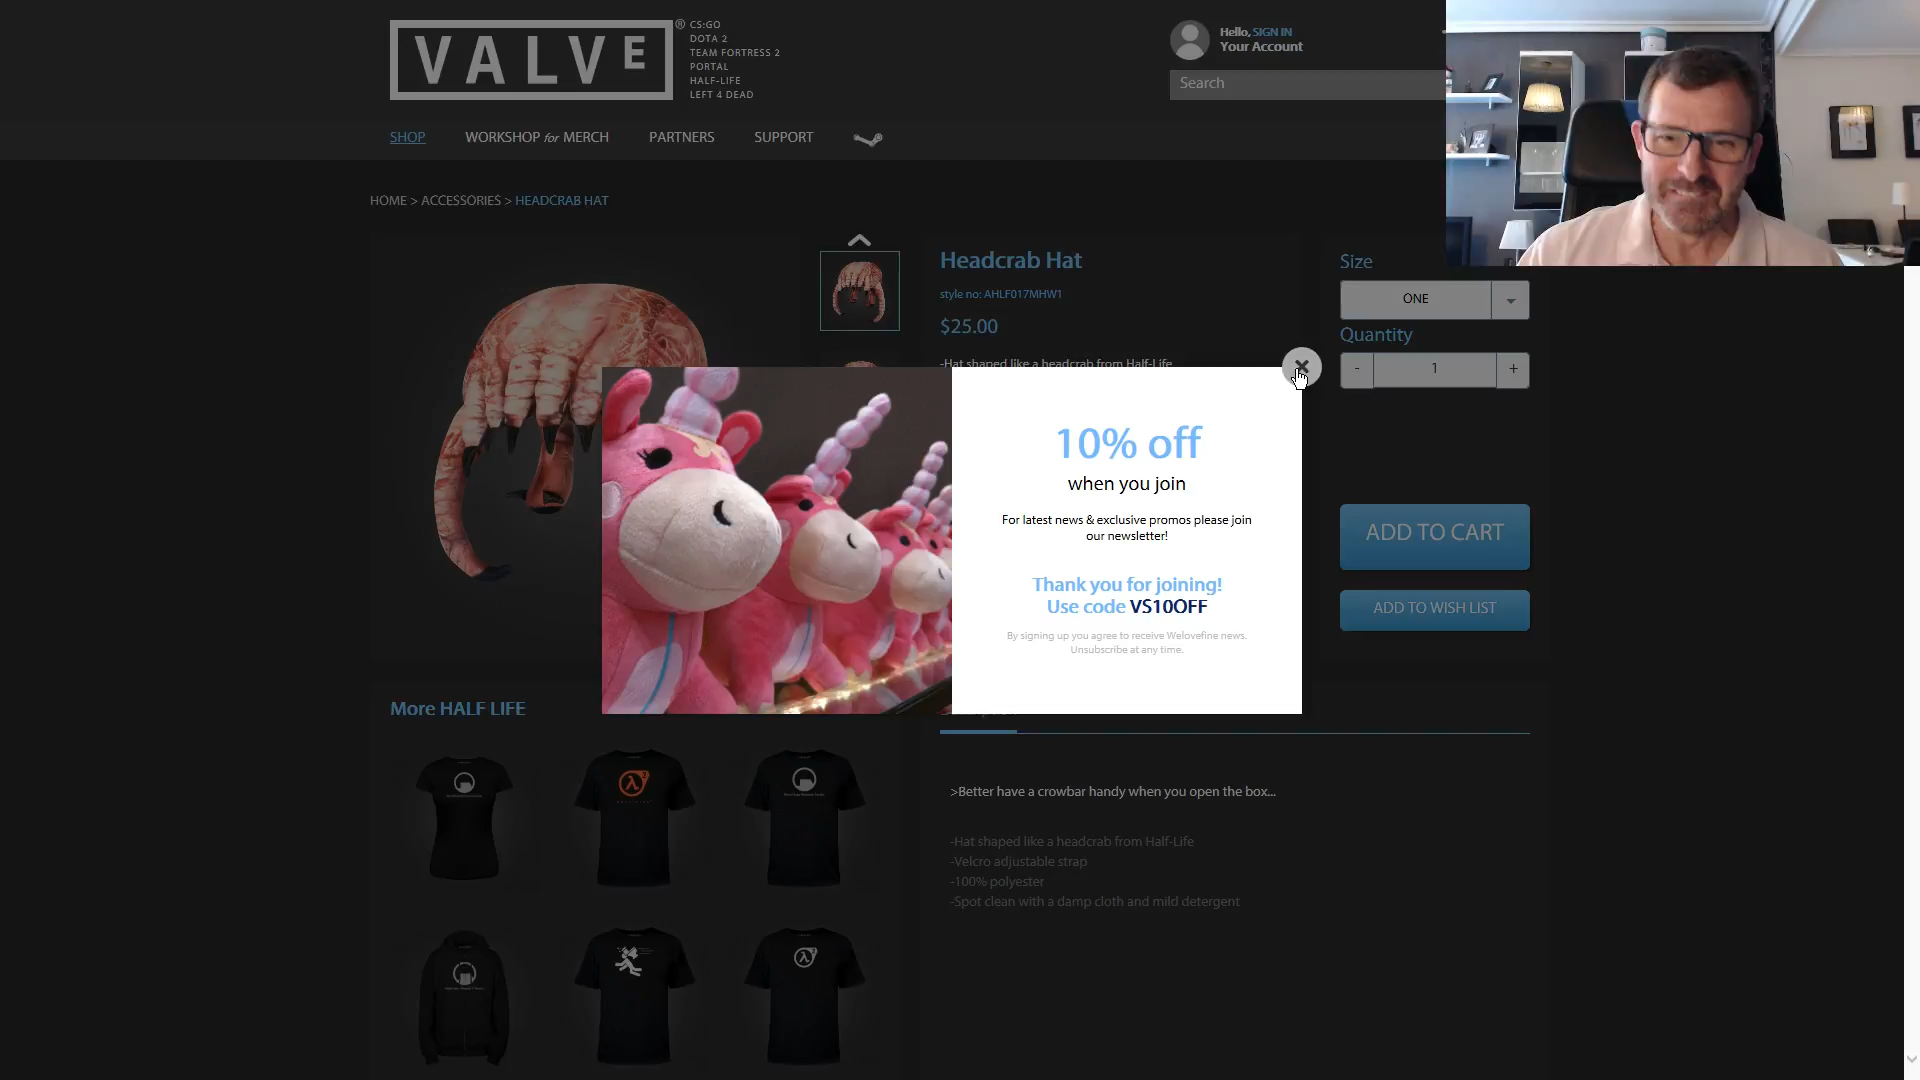 VALVE®
CS:GO
DOTA 2
TEAM FORTRESS 2
PORTAL
HALF-LIFE
LEFT 4 DEAD
Hello, SIGN IN
Your Account
Search
SHOP
WORKSHOP for MERCH
PARTNERS
SUPPORT
HOME > ACCESSORIES > HEADCRAB HAT
Headcrab Hat
style no: AHLF017MHW1
$25.00
-Hat shaped like a headcrab from Half-Life
Size
ONE
Quantity
- 1 +
10% off
when you join
For latest news & exclusive promos please join
our newsletter!
Thank you for joining!
Use code VS10OFF
By signing up you agree to receive Welovefine news.
Unsubscribe at any time.
ADD TO CART
ADD TO WISH LIST
More HALF LIFE
>Better have a crowbar handy when you open the box...
-Hat shaped like a headcrab from Half-Life
-Velcro adjustable strap
-100% polyester
-Spot clean with a damp cloth and mild detergent